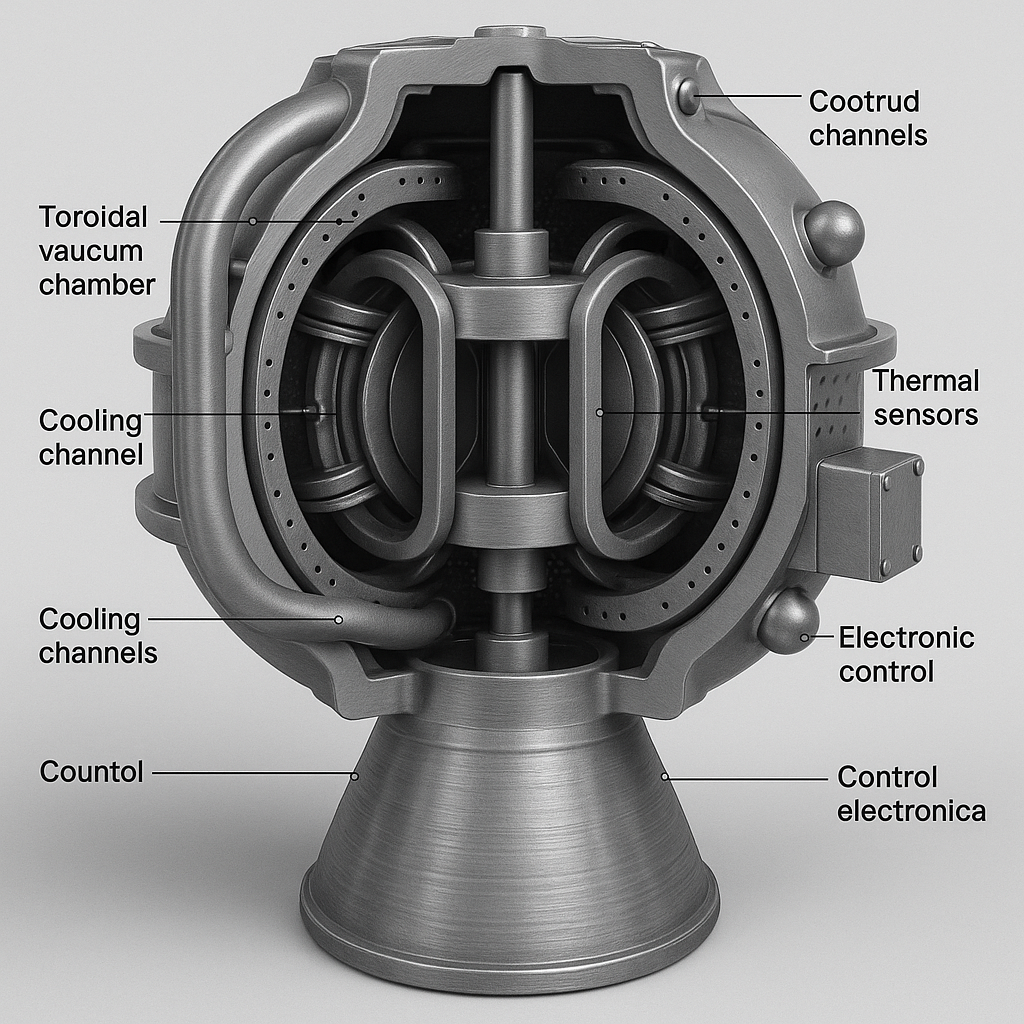 Cootrud
channels
Toroidal
vaucum
chamber
Thermal
sensors
Cooling
channel
Cooling
channels
Electronic
control
Countol
Control
electronica